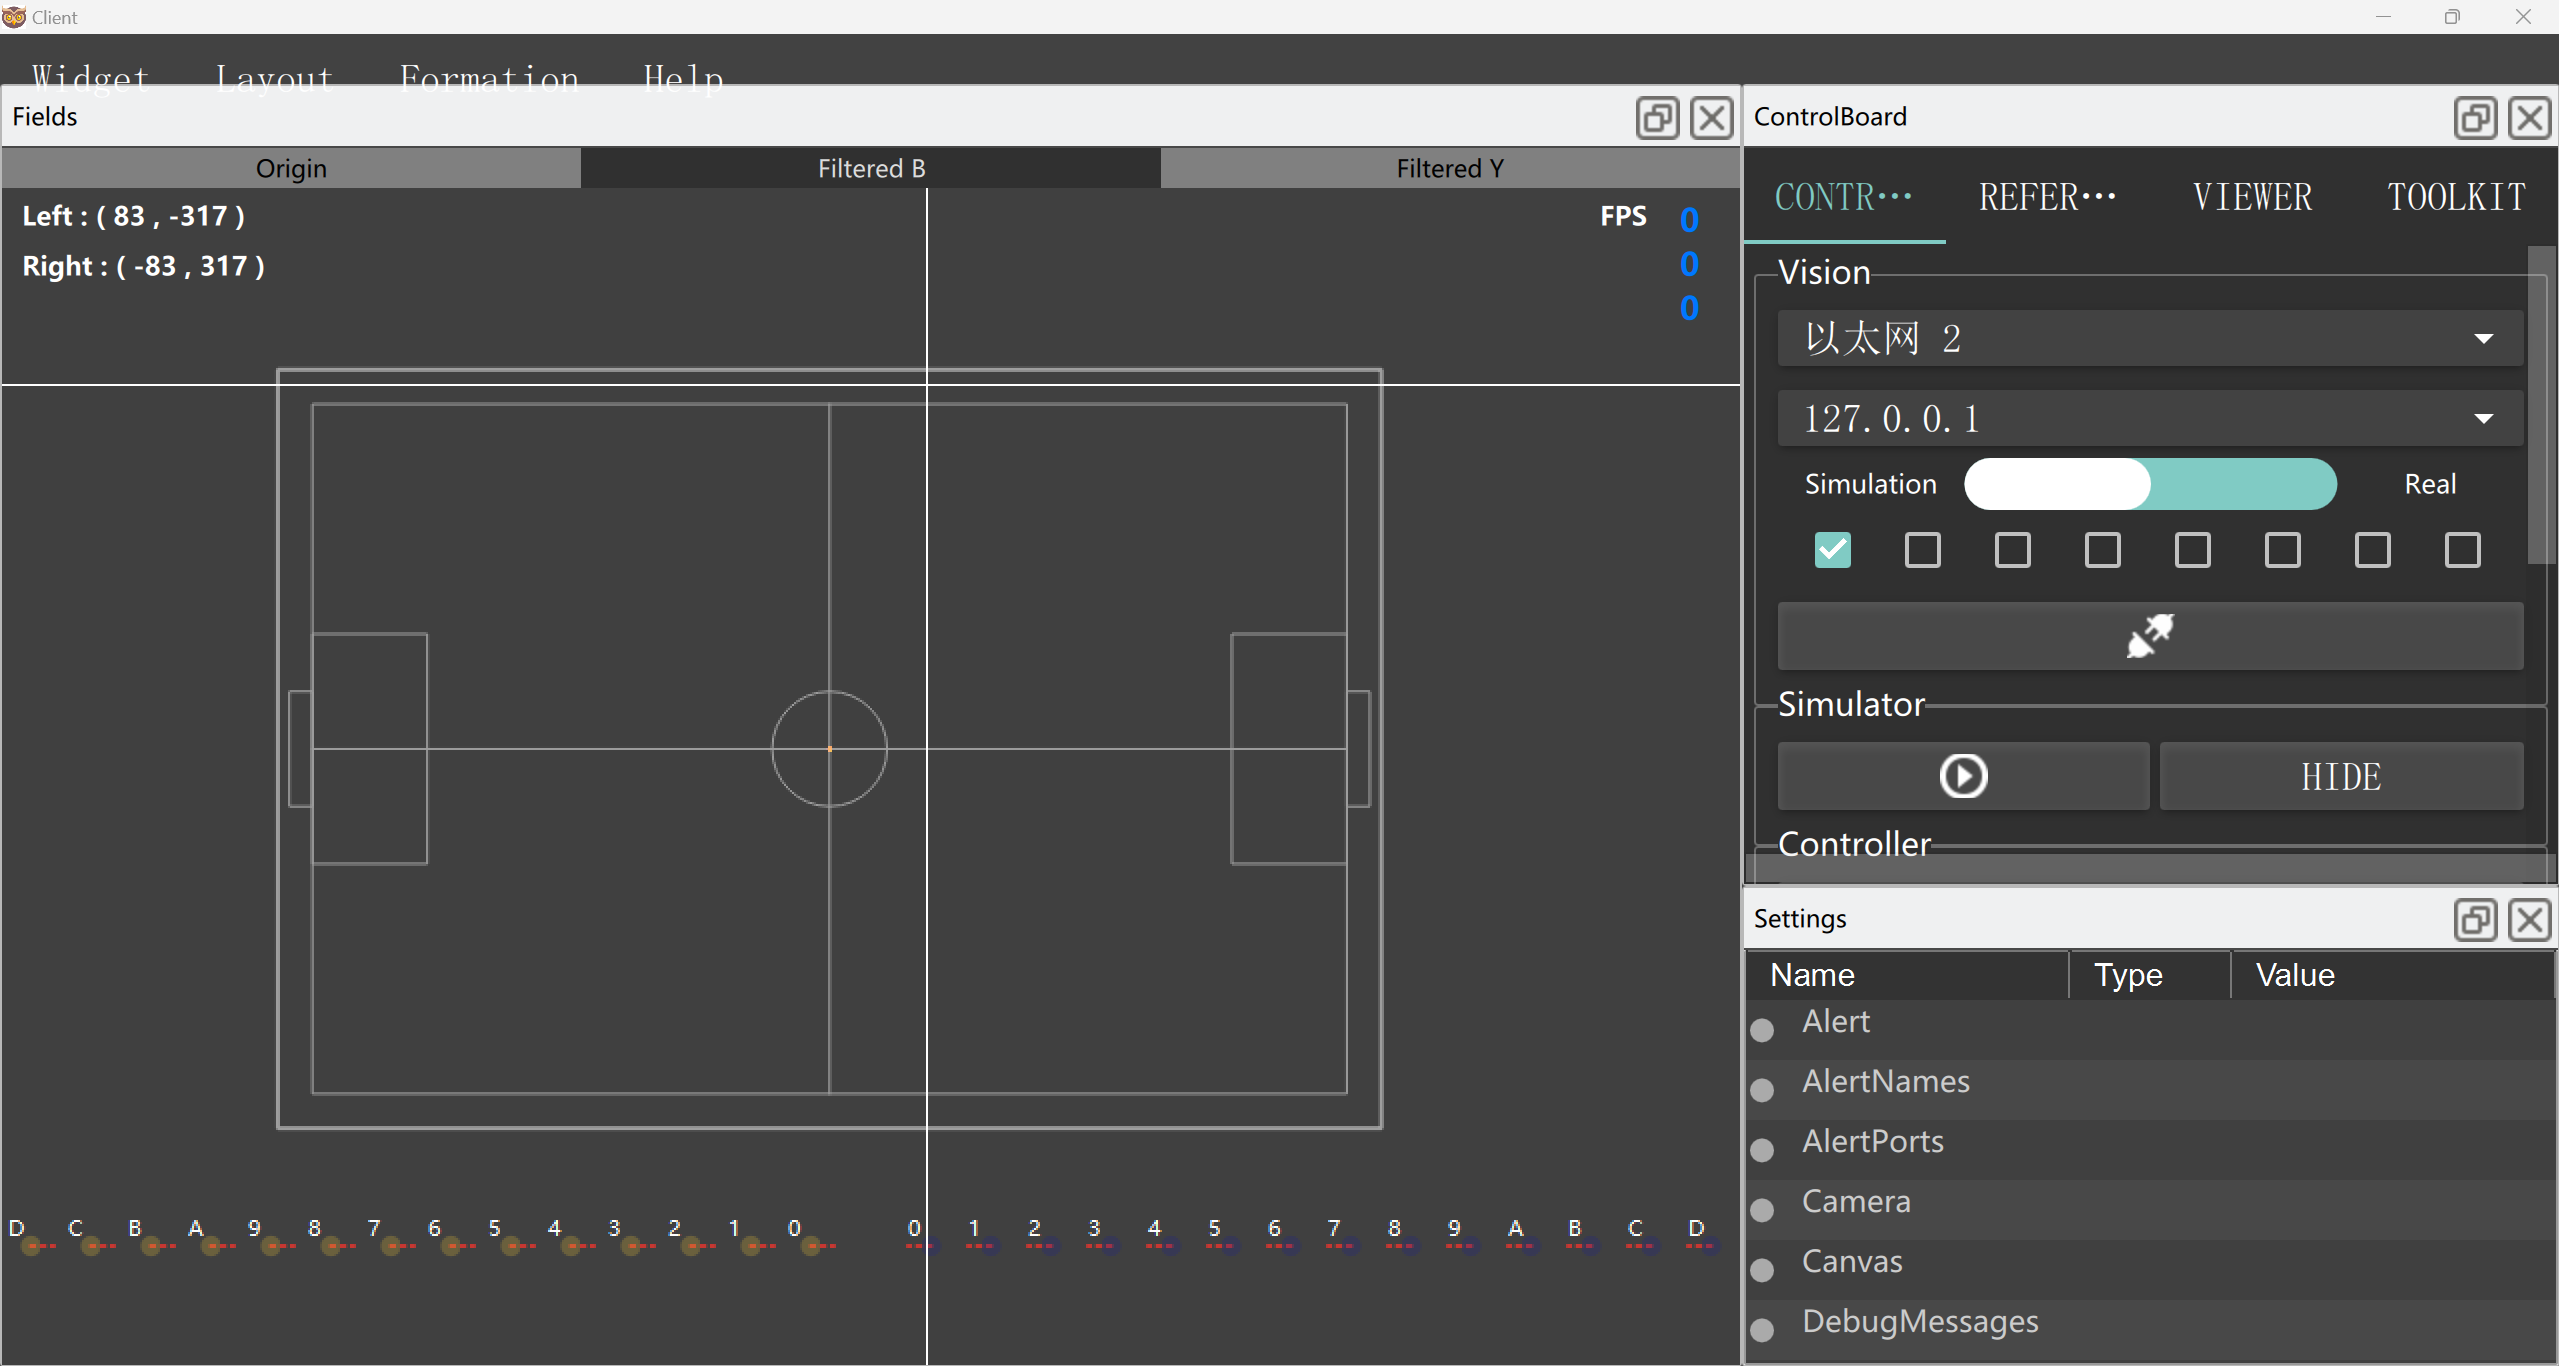 Client
Widget Layout Formation Help
Fields
Origin Filtered B Filtered Y
Left : ( 83 , -317 )
Right : ( -83 , 317 )
FPS 0
0
0
D C B A 9 8 7 6 5 4 3 2 1 0 0 1 2 3 4 5 6 7 8 9 A B C D
ControlBoard
CONTR··· REFER··· VIEWER TOOLKIT
Vision
以太网 2
127.0.0.1
Simulation Real
Simulator
HIDE
Controller
Settings
Name Type Value
Alert
AlertNames
AlertPorts
Camera
Canvas
DebugMessages